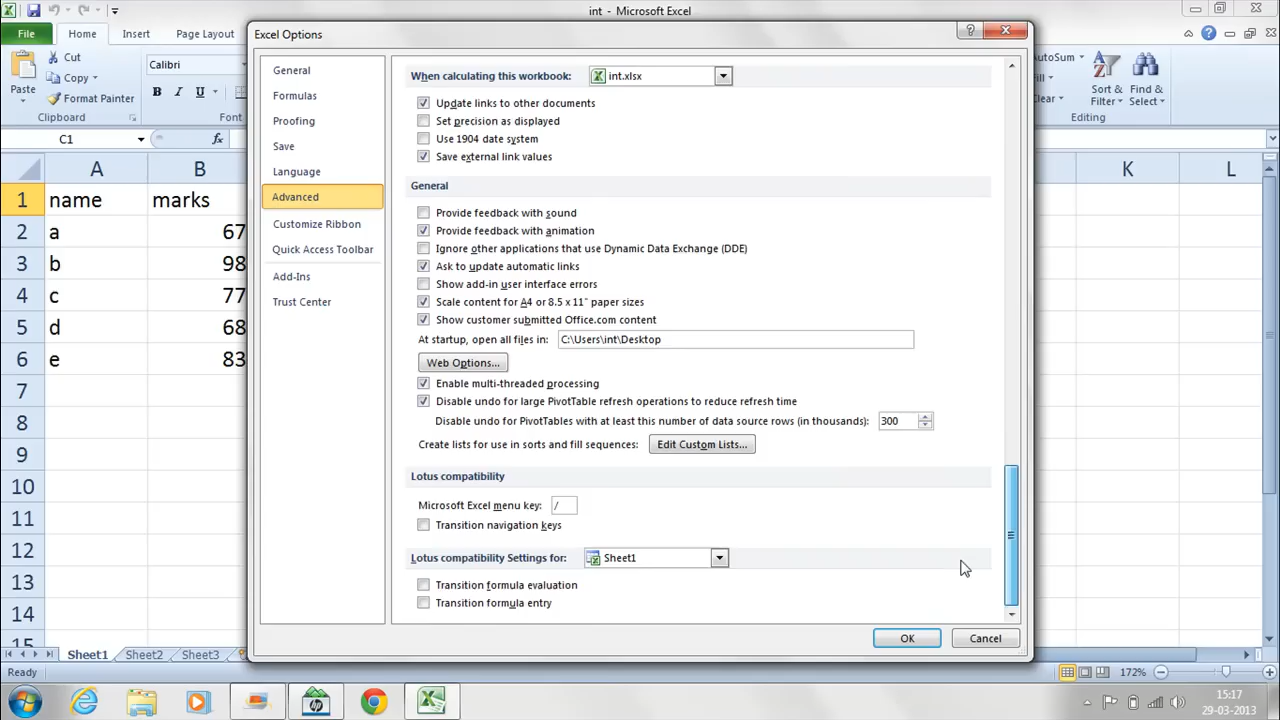 int - Microsoft Excel
File Home Insert Page Layout
Paste
Cut
Copy
Format Painter
Clipboard
Calibri
B I U
Font
AutoSum
Clear
Sort & Filter
Find & Select
Editing
C1
fx
A B K L
1 name marks
2 a 67
3 b 98
4 c 77
5 d 68
6 e 83
7
8
9
10
11
12
13
14
15
Excel Options
General
Formulas
Proofing
Save
Language
Advanced
Customize Ribbon
Quick Access Toolbar
Add-Ins
Trust Center
When calculating this workbook: int.xlsx
Update links to other documents
Set precision as displayed
Use 1904 date system
Save external link values
General
Provide feedback with sound
Provide feedback with animation
Ignore other applications that use Dynamic Data Exchange (DDE)
Ask to update automatic links
Show add-in user interface errors
Scale content for A4 or 8.5 x 11" paper sizes
Show customer submitted Office.com content
At startup, open all files in: C:\Users\int\Desktop
Web Options...
Enable multi-threaded processing
Disable undo for large PivotTable refresh operations to reduce refresh time
Disable undo for PivotTables with at least this number of data source rows (in thousands): 300
Create lists for use in sorts and fill sequences: Edit Custom Lists...
Lotus compatibility
Microsoft Excel menu key: /
Transition navigation keys
Lotus compatibility Settings for: Sheet1
Transition formula evaluation
Transition formula entry
OK Cancel
Sheet1 Sheet2 Sheet3
Ready
172%
hp
15:17
29-03-2013